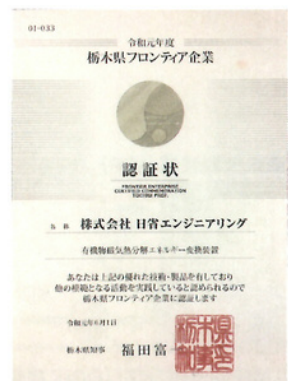 01-033
令和元年度
栃木県フロンティア企業
認証状
FRONTIER ENTERPRISE
CERTIFIED COMMENDATION
TOCHIGI PREF.
名称 株式会社 日省エンジニアリング
有機物磁気熱分解エネルギー変換装置
あなたは上記の優れた技術・製品を有しており
他の模範となる活動を実践していると認められるので
栃木県フロンティア企業に認証します
令和元年6月1日
栃木県知事 福田富